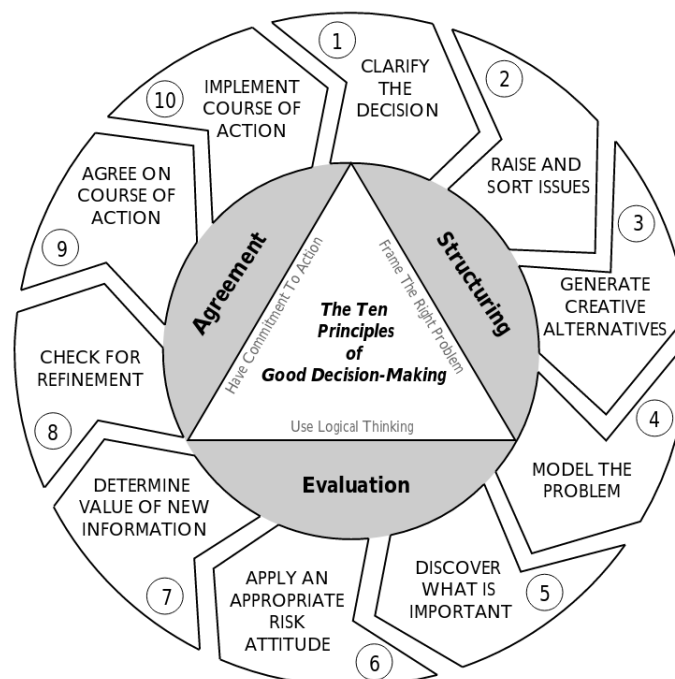 1
CLARIFY
THE
DECISION
2
RAISE AND
SORT ISSUES
3
GENERATE
CREATIVE
ALTERNATIVES
4
MODEL THE
PROBLEM
5
DISCOVER
WHAT IS
IMPORTANT
6
APPLY AN
APPROPRIATE
RISK
ATTITUDE
7
DETERMINE
VALUE OF NEW
INFORMATION
8
CHECK FOR
REFINEMENT
9
AGREE ON
COURSE OF
ACTION
10
IMPLEMENT
COURSE OF
ACTION
Agreement
Structuring
Evaluation
Have Commitment To Action
Frame The Right Problem
Use Logical Thinking
The Ten
Principles
of
Good Decision-Making